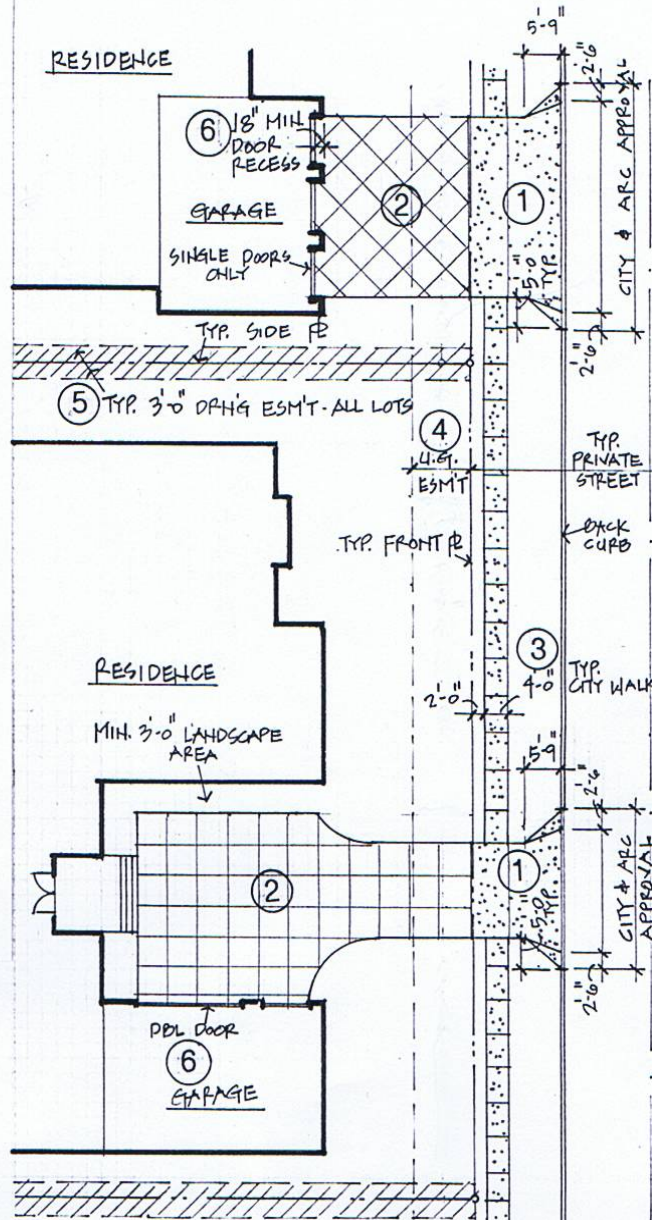 5'-9"
2'-6"
RESIDENCE
CITY & ARC APPROVAL
6
18" MIN.
DOOR
RECESS
2
1
GARAGE
SINGLE DOORS
ONLY
5'-0"
TYP.
2'-6"
TYP. SIDE PL
5
TYP. 3'-0" DRN'G ESM'T - ALL LOTS
4
ESM'T
TYP.
PRIVATE
STREET
TYP. FRONT PL
BACK
CURB
3
RESIDENCE
2'-0"
4'-0"
TYP.
CITY WALK
MIN. 3'-0" LANDSCAPE
AREA
5'-9"
2'-6"
CITY & ARC
APPROVAL
1
2
5'-0"
TYP.
2'-6"
DBL DOOR
6
GARAGE